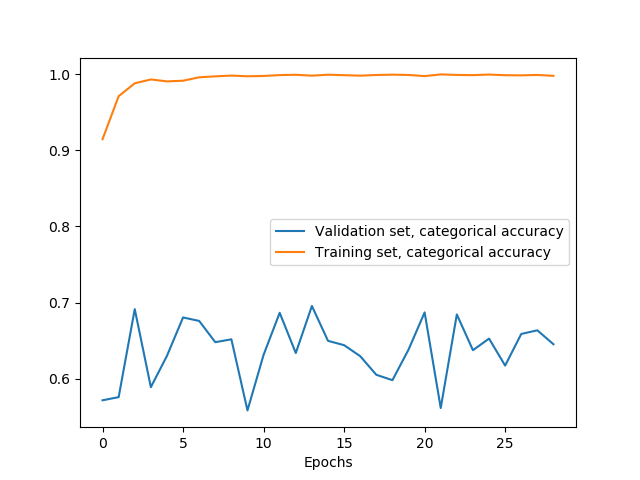 1.0
0.9
0.8
0.7
0.6
Validation set, categorical accuracy
Training set, categorical accuracy
0 5 10 15 20 25
Epochs